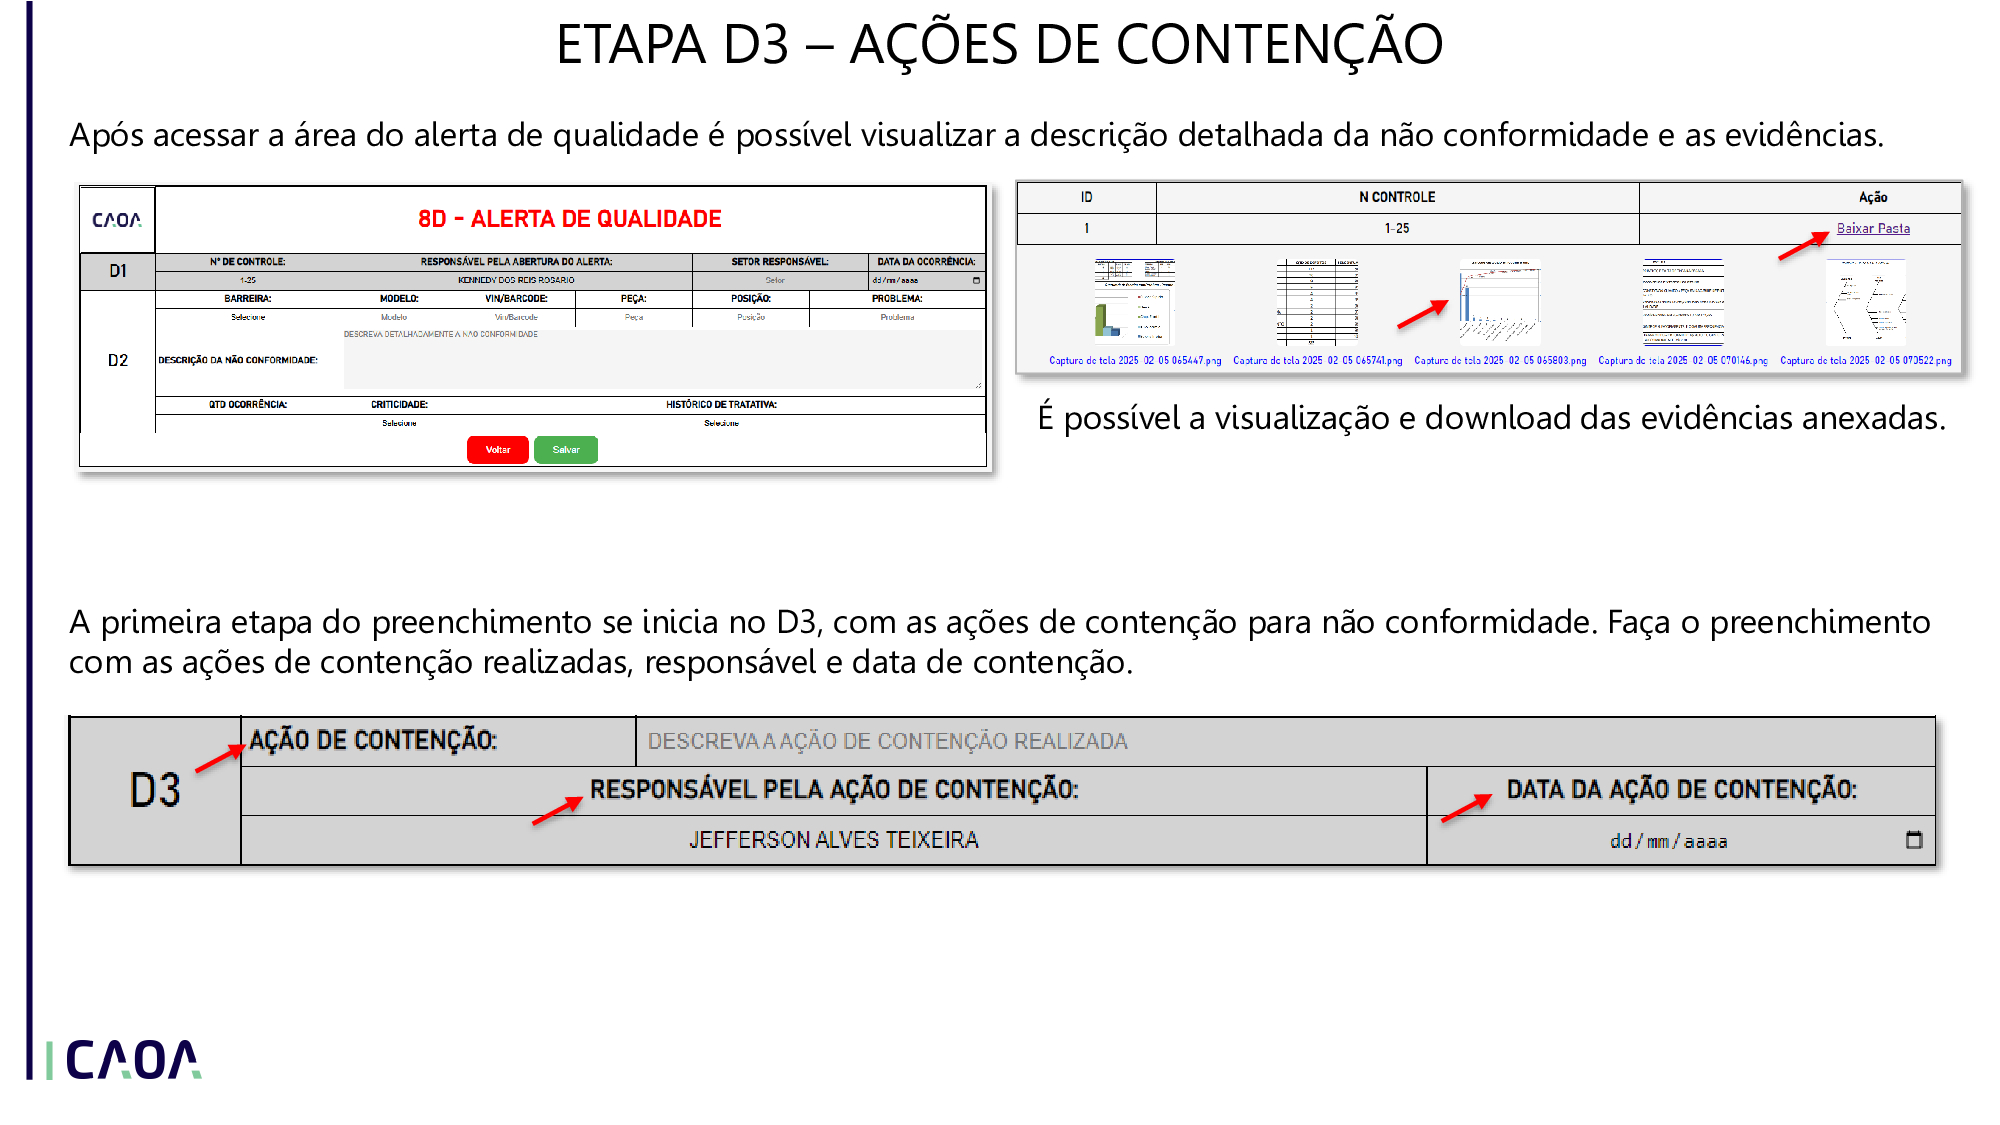 ETAPA D3 – AÇÕES DE CONTENÇÃO
Após acessar a área do alerta de qualidade é possível visualizar a descrição detalhada da não conformidade e as evidências.
CAOA
8D - ALERTA DE QUALIDADE
D1
N° DE CONTROLE: RESPONSÁVEL PELA ABERTURA DO ALERTA: SETOR RESPONSÁVEL: DATA DA OCORRÊNCIA:
1-25 KENNEDY DOS REIS ROSARIO Setor dd/mm/aaaa
BARREIRA: MODELO: VIN/BARCODE: PEÇA: POSIÇÃO: PROBLEMA:
Selecione Modelo Vin/Barcode Peça Posição Problema
D2
DESCRIÇÃO DA NÃO CONFORMIDADE:
DESCREVA DETALHADAMENTE A NÃO CONFORMIDADE
QTD OCORRÊNCIA: CRITICIDADE: HISTÓRICO DE TRATATIVA:
Selecione Selecione
Voltar Salvar
ID N CONTROLE Ação
1 1-25 Baixar Pasta
Captura de tela 2025-02-05 065447.png Captura de tela 2025-02-05 065741.png Captura de tela 2025-02-05 065803.png Captura de tela 2025-02-05 070146.png Captura de tela 2025-02-05 070522.png
É possível a visualização e download das evidências anexadas.
A primeira etapa do preenchimento se inicia no D3, com as ações de contenção para não conformidade. Faça o preenchimento
com as ações de contenção realizadas, responsável e data de contenção.
D3
AÇÃO DE CONTENÇÃO: DESCREVA A AÇÃO DE CONTENÇÃO REALIZADA
RESPONSÁVEL PELA AÇÃO DE CONTENÇÃO: DATA DA AÇÃO DE CONTENÇÃO:
JEFFERSON ALVES TEIXEIRA dd/mm/aaaa
CAOA